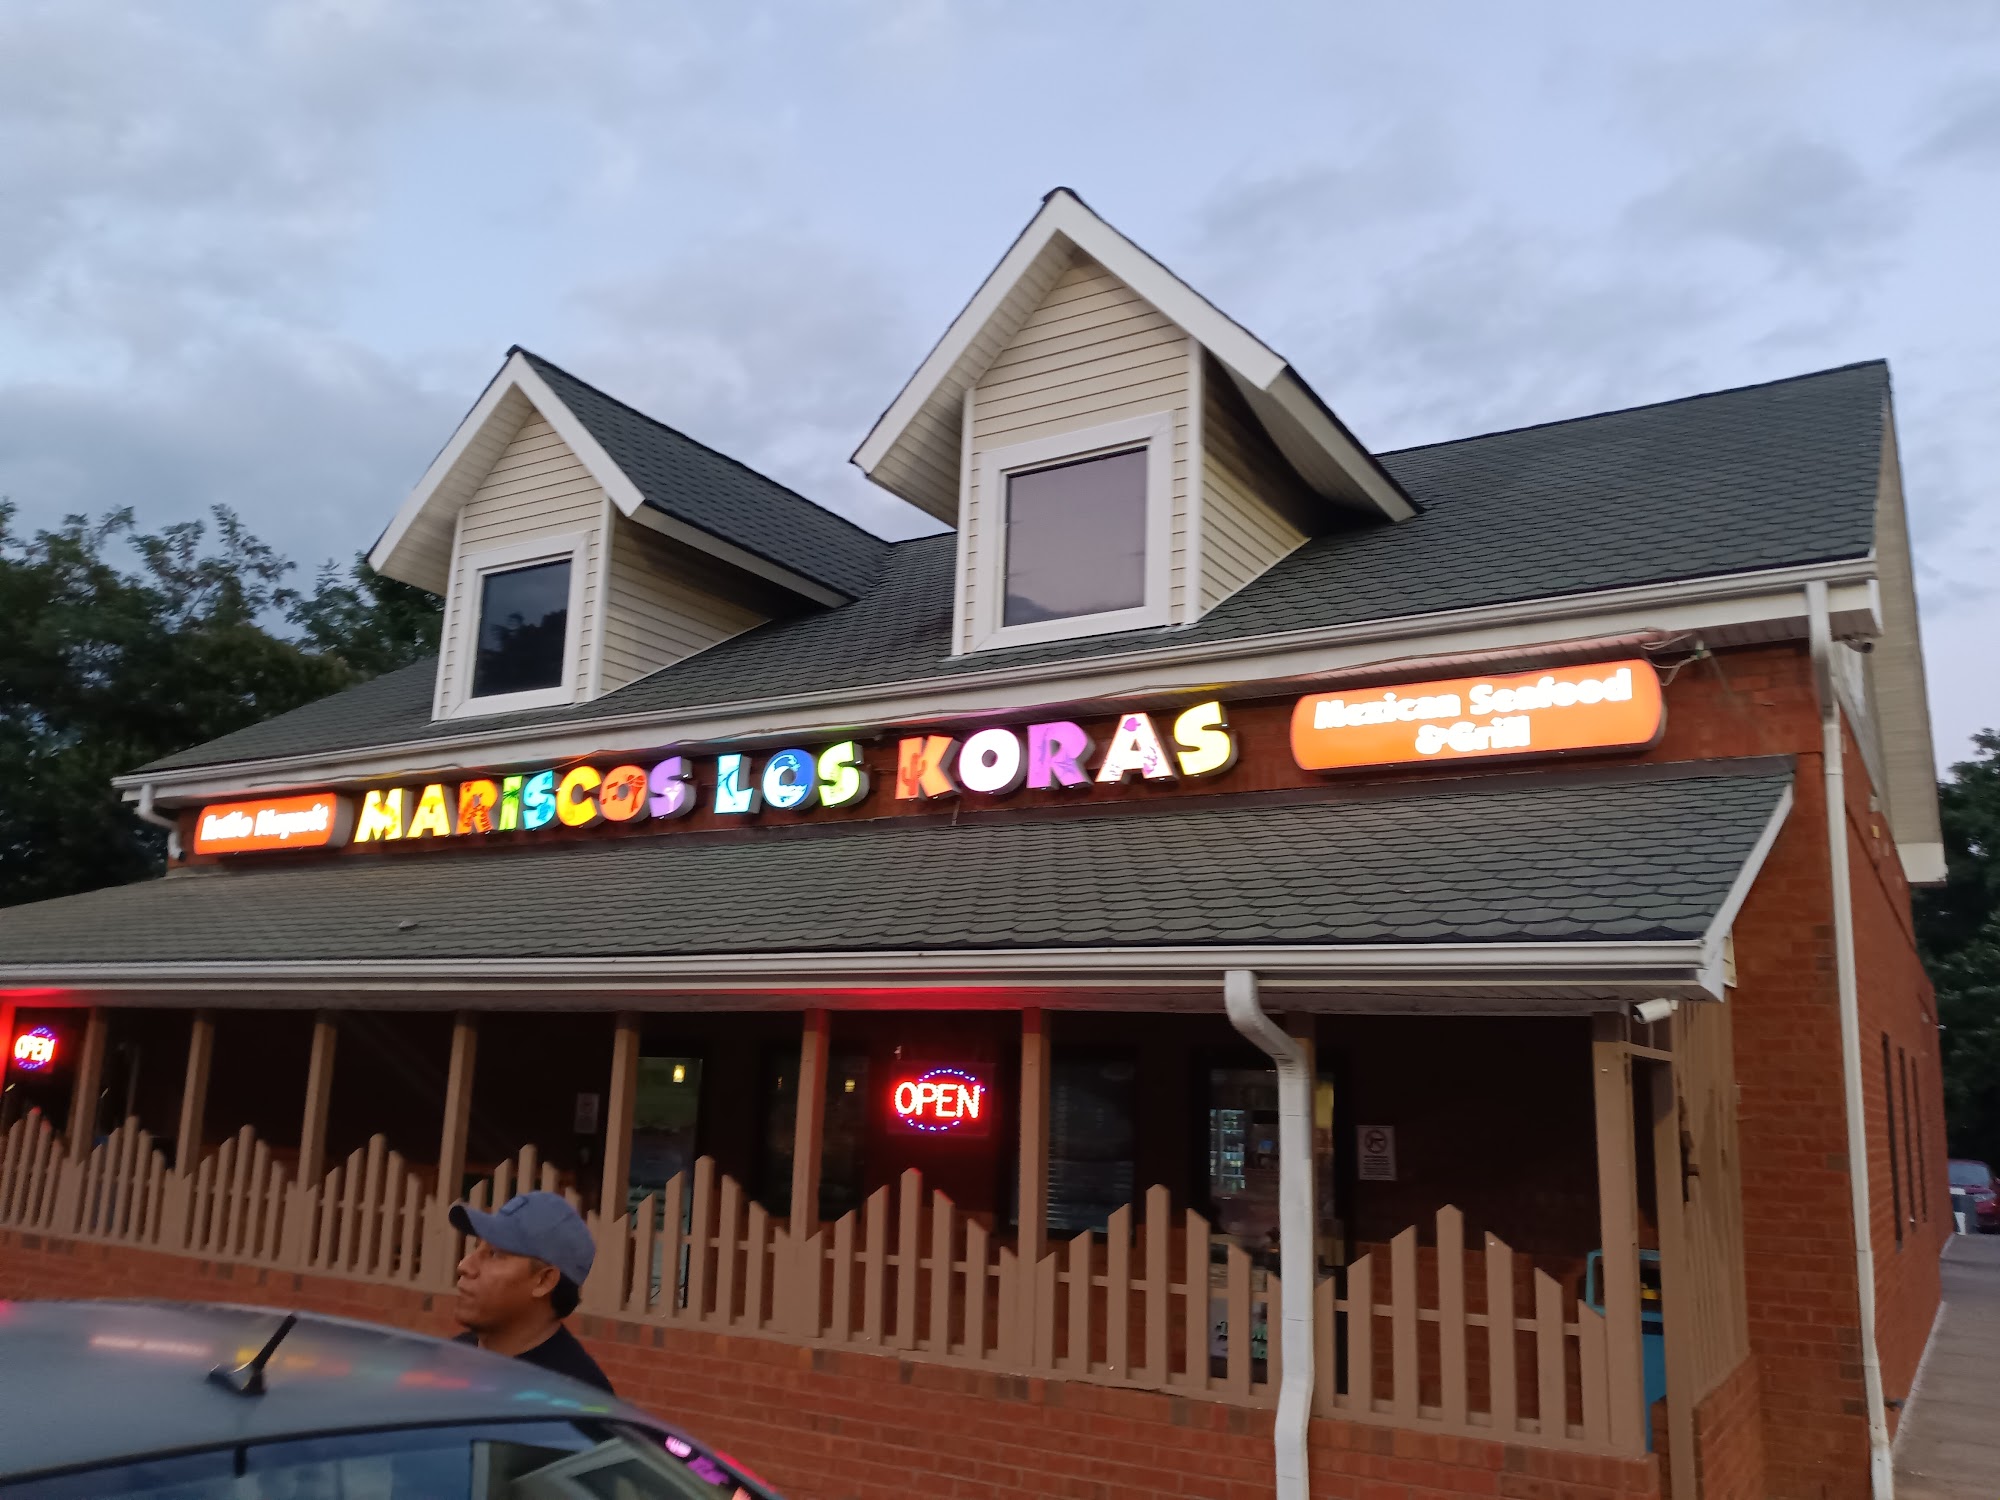 Estilo Nayarit
MARISCOS LOS KORAS
Mexican Seafood
& Grill
OPEN
OPEN